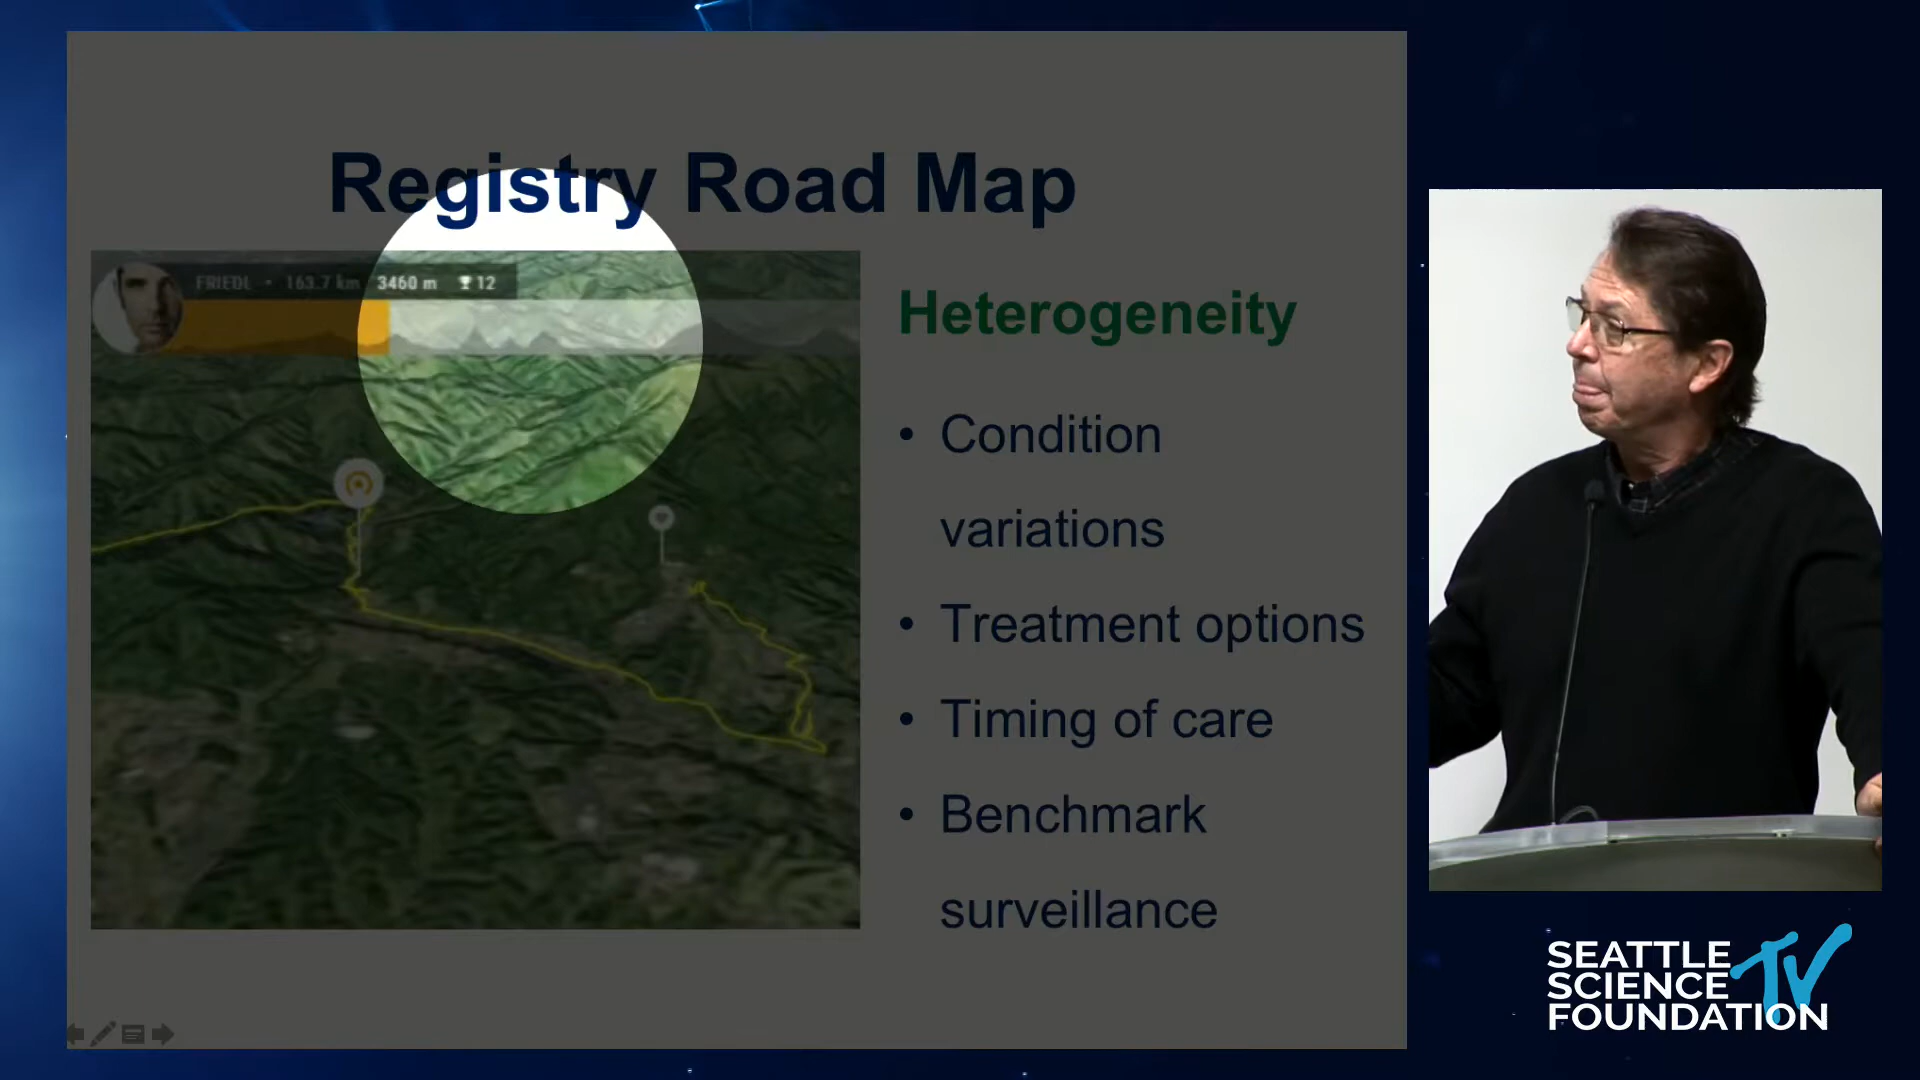 Registry Road Map
FRIEDL • 163.7 km 3460 m 12
Heterogeneity
• Condition
variations
• Treatment options
• Timing of care
• Benchmark
surveillance
SEATTLE
SCIENCE TV
FOUNDATION